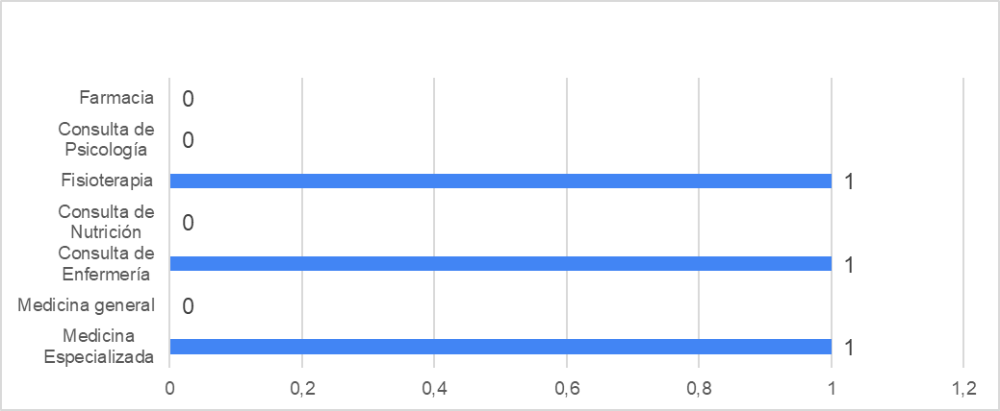 Farmacia
0
Consulta de
Psicología
0
Fisioterapia
1
Consulta de
Nutrición
0
Consulta de
Enfermería
1
Medicina general
0
Medicina
Especializada
1
0
0,2
0,4
0,6
0,8
1
1,2